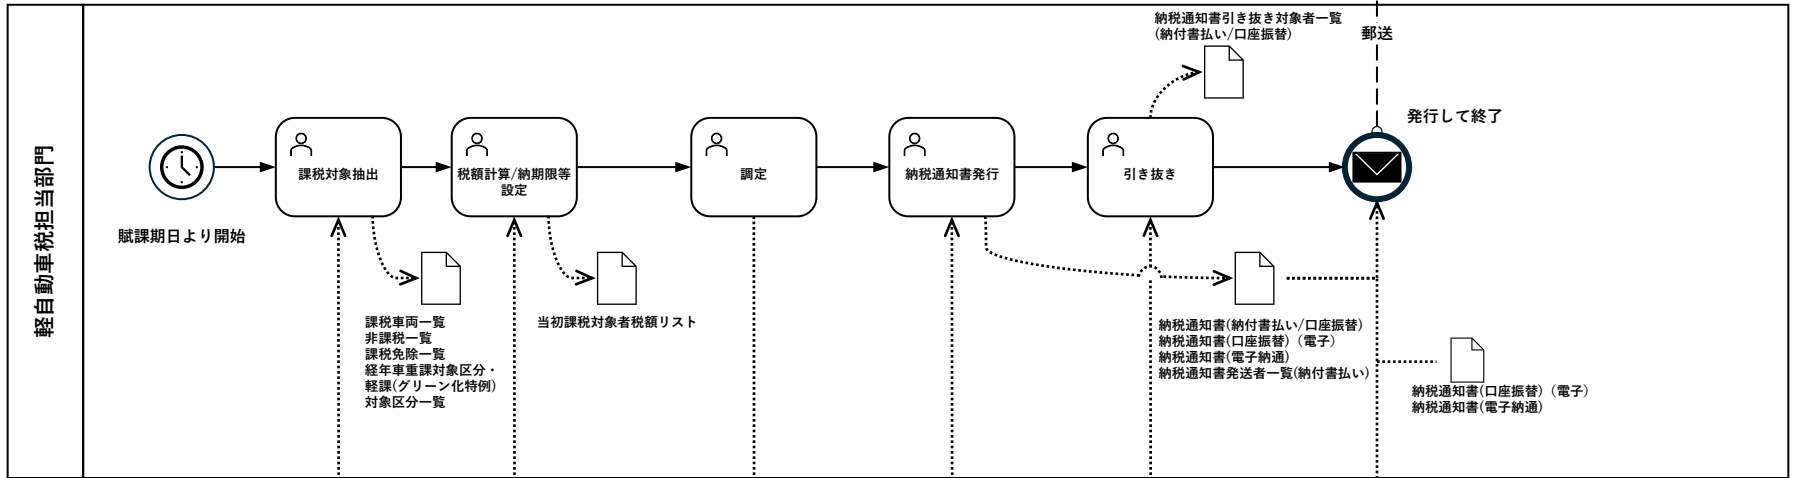 軽自動車税担当部門
賦課期日より開始
課税対象抽出
課税車両一覧
非課税一覧
課税免除一覧
経年車重課対象区分・
軽課(グリーン化特例)
対象区分一覧
税額計算/納期限等
設定
当初課税対象者税額リスト
調定
納税通知書発行
納税通知書(納付書払い/口座振替)
納税通知書(口座振替)（電子）
納税通知書(電子納通)
納税通知書発送者一覧(納付書払い)
引き抜き
納税通知書引き抜き対象者一覧
(納付書払い/口座振替)
郵送
発行して終了
納税通知書(口座振替)（電子）
納税通知書(電子納通)